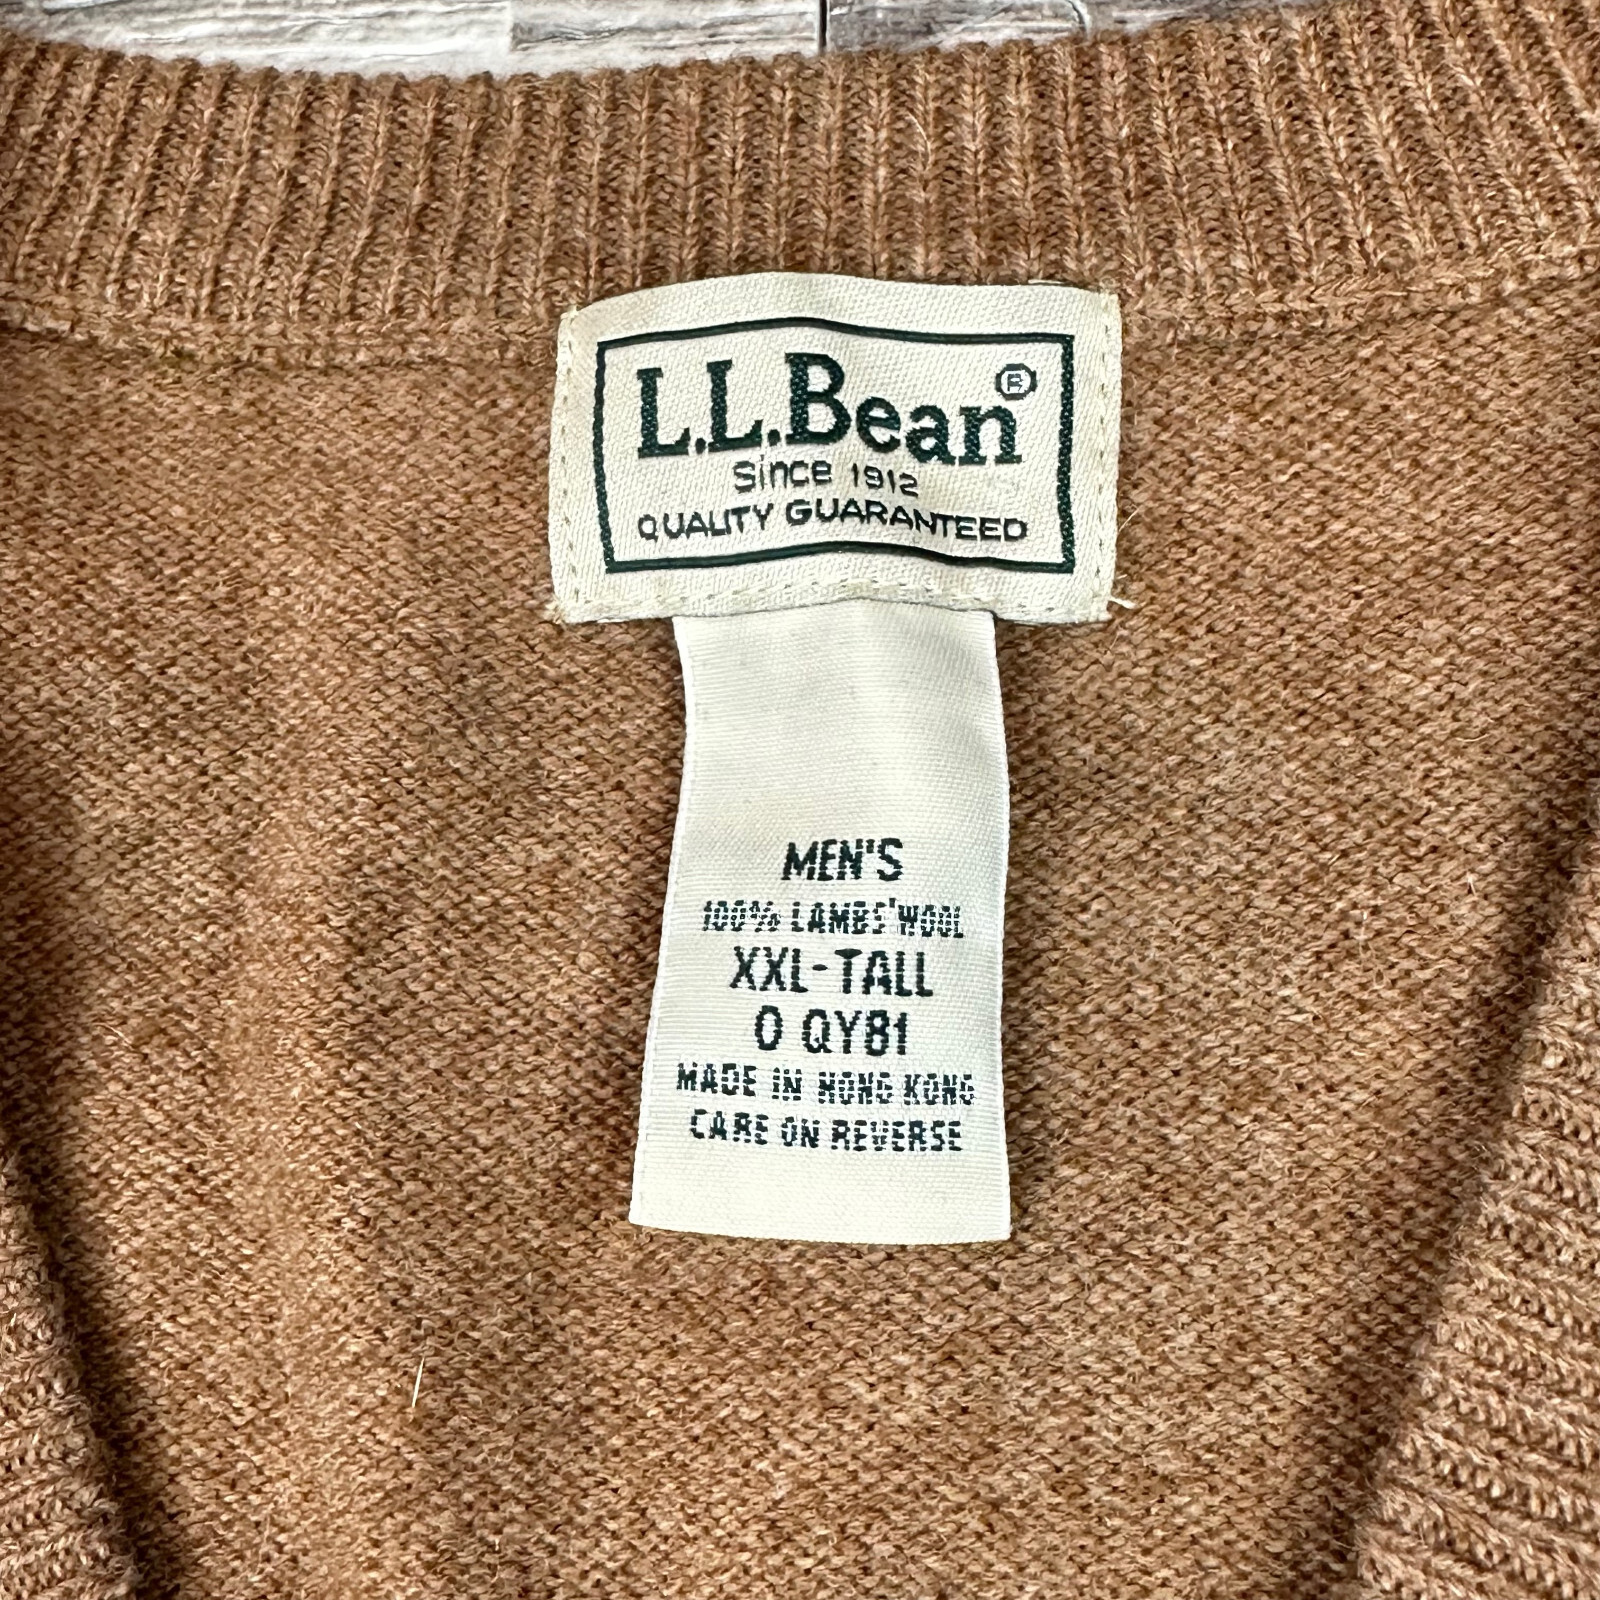 L.L.Bean®
Since 1912
QUALITY GUARANTEED
MEN'S
100% LAMBS'WOOL
XXL-TALL
0 QY81
MADE IN HONG KONG
CARE ON REVERSE